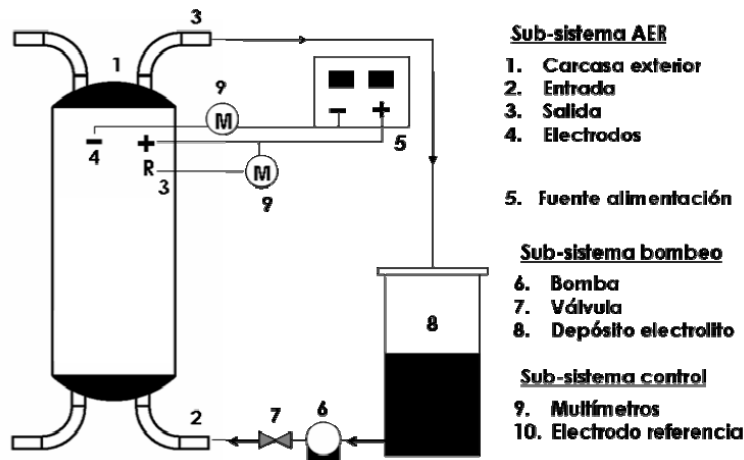 3
1
9
M
5
4
R
3
M
9
8
2
7
6
Sub-sistema AER
1. Carcasa exterior
2. Entrada
3. Salida
4. Electrodos
5. Fuente alimentación
Sub-sistema bombeo
6. Bomba
7. Válvula
8. Depósito electrolito
Sub-sistema control
9. Multímetros
10. Electrodo referencia